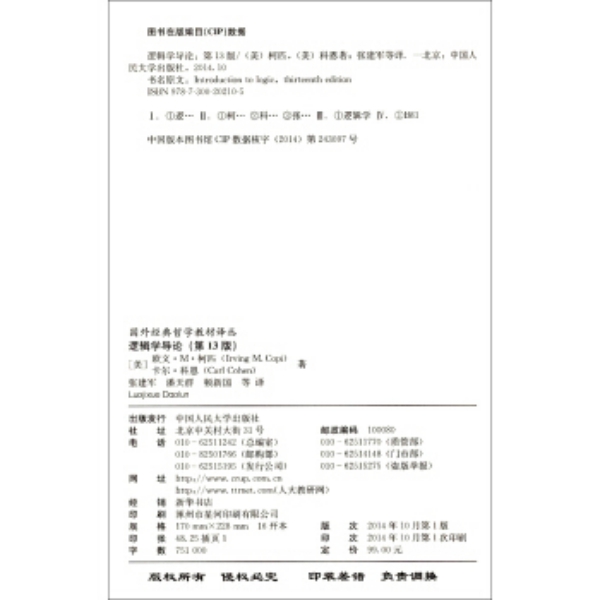 图书在版编目(CIP)数据
逻辑学导论：第13版/（美）柯匹，（美）科恩著；张建军等译. —北京：中国人
民大学出版社，2014.10
书名原文：Introduction to logic, thirteenth edition
ISBN 978-7-300-20210-5
Ⅰ. ①逻… Ⅱ. ①柯… ②科… ③张… Ⅲ. ①逻辑学 Ⅳ. ①B81
中国版本图书馆CIP数据核字（2014）第243097号
国外经典哲学教材译丛
逻辑学导论（第13版）
[美] 欧文·M·柯匹（Irving M. Copi） 著
卡尔·科恩（Carl Cohen）
张建军 潘天群 顿新国 等 译
Luojixue Daolun
出版发行 中国人民大学出版社
社 址 北京中关村大街31号 邮政编码 100080
电 话 010-62511242（总编室） 010-62511770（质管部）
010-82501766（邮购部） 010-62514148（门市部）
010-62515195（发行公司） 010-62515275（盗版举报）
网 址 http://www.crup.com.cn
http://www.ttrnet.com/(人大教研网)
经 销 新华书店
印 刷 涿州市星河印刷有限公司
规 格 170 mm×228 mm 16开本 版 次 2014年10月第1版
印 张 48.25 插页1 印 次 2014年10月第1次印刷
字 数 751 000 定 价 99.00元
版权所有 侵权必究 印装差错 负责调换